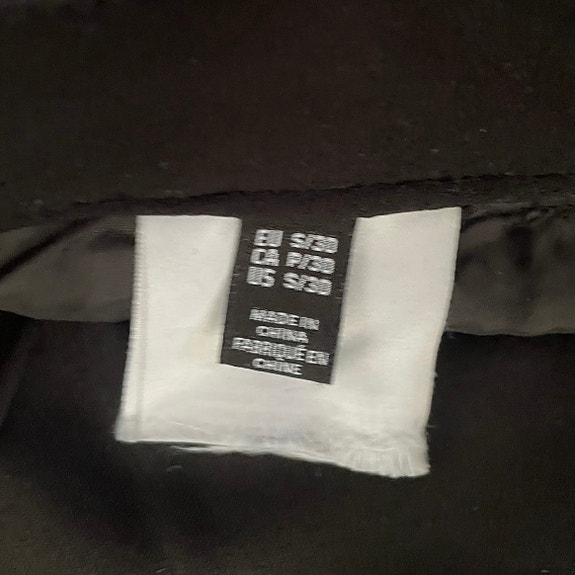 EU S/30
CA P/30
US S/30
MADE IN
CHINA
FABRIQUÉ EN
CHINE